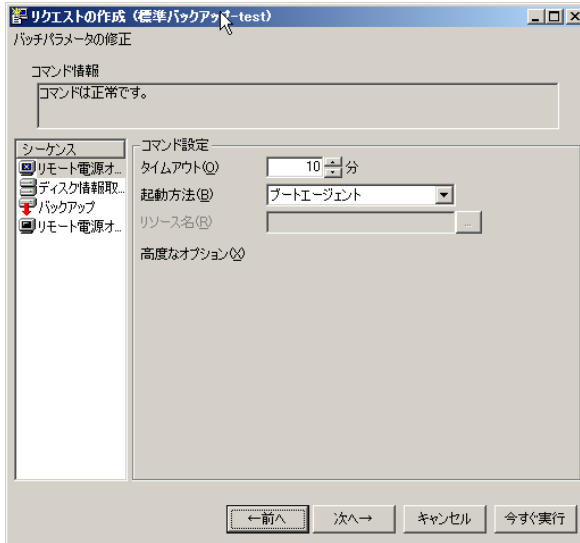 リクエストの作成（標準バックアップ-test）
バッチパラメータの修正
コマンド情報
コマンドは正常です。
シーケンス
リモート電源オ...
ディスク情報取...
バックアップ
リモート電源オ...
コマンド設定
タイムアウト(O) 10 分
起動方法(B) ブートエージェント
リソース名(R) ...
高度なオプション(X)
←前へ 次へ→ キャンセル 今すぐ実行